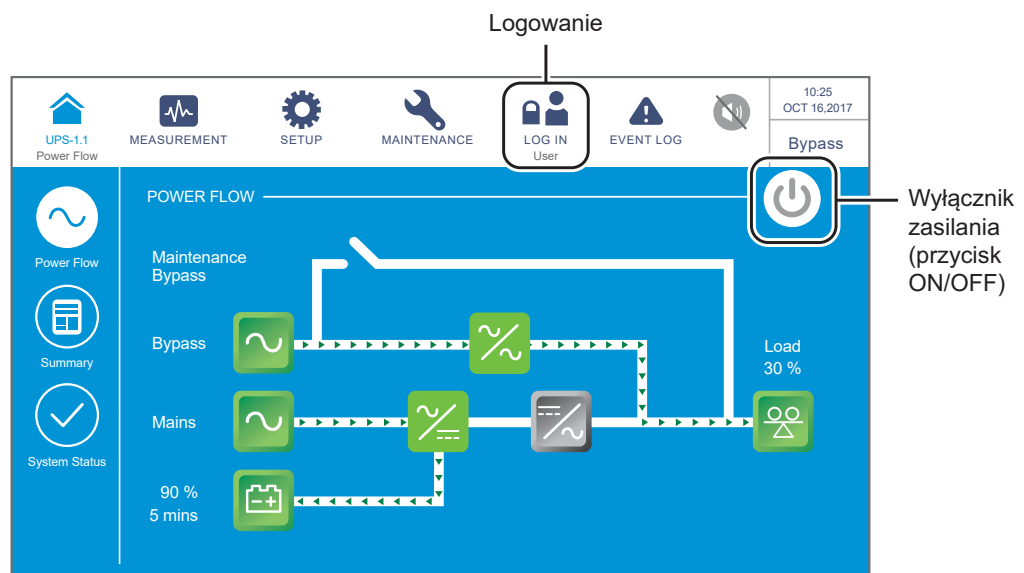 Logowanie
10:25
OCT 16,2017
UPS-1.1
MEASUREMENT
SETUP
MAINTENANCE
LOG IN
EVENT LOG
Power Flow
User
Bypass
POWER FLOW
Wyłącznik
zasilania
(przycisk
ON/OFF)
Power Flow
Maintenance
Bypass
Summary
Bypass
Load
30 %
Mains
System Status
90 %
5 mins